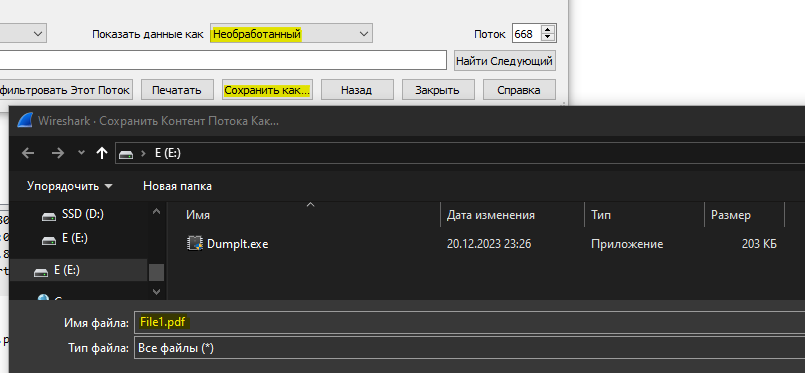 Показать данные как Необработанный Поток 668
Найти Следующий
фильтровать Этот Поток Печатать Сохранить как... Назад Закрыть Справка
Wireshark · Сохранить Контент Потока Как...
E (E:)
Упорядочить Новая папка
SSD (D:)
E (E:)
E (E:)
Имя Дата изменения Тип Размер
DumpIt.exe 20.12.2023 23:26 Приложение 203 КБ
Имя файла: File1.pdf
Тип файла: Все файлы (*)